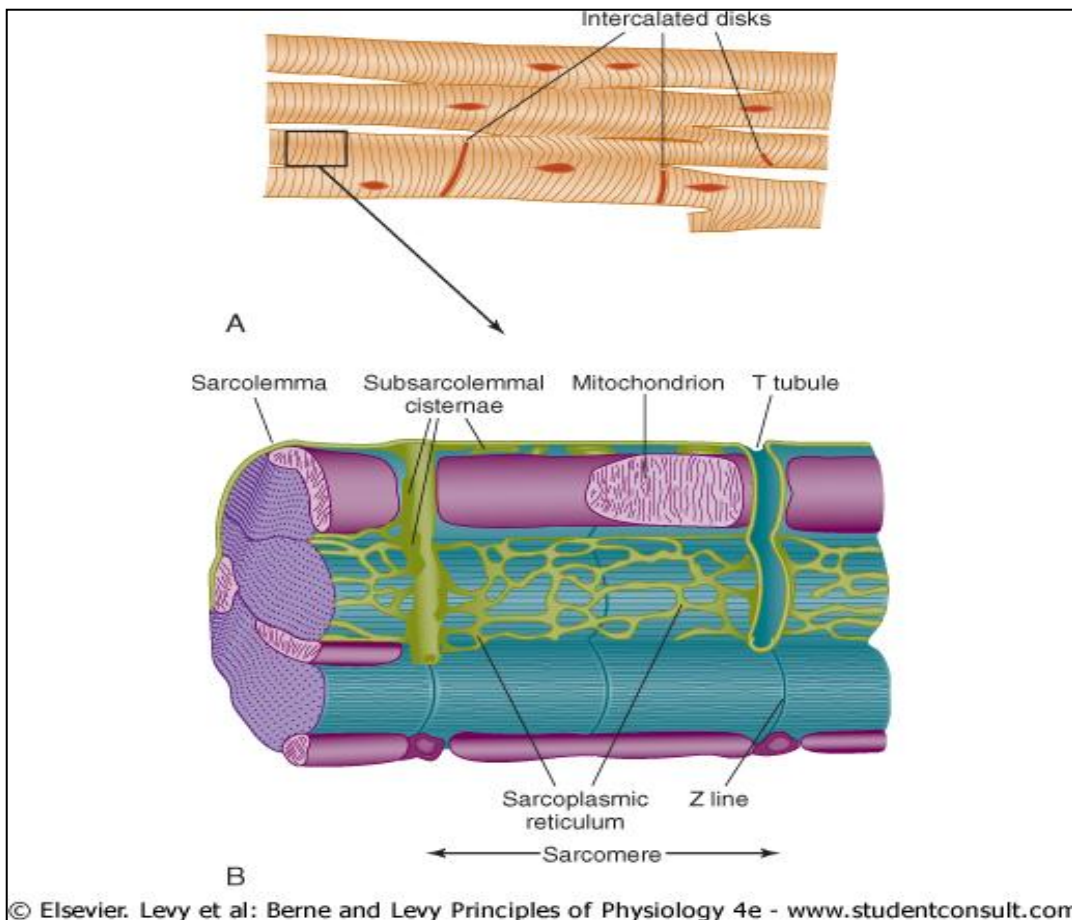 Intercalated disks
A
Sarcolemma
Subsarcolemmal
cisternae
Mitochondrion
T tubule
Sarcoplasmic
reticulum
Z line
Sarcomere
B
© Elsevier. Levy et al: Berne and Levy Principles of Physiology 4e - www.studentconsult.com